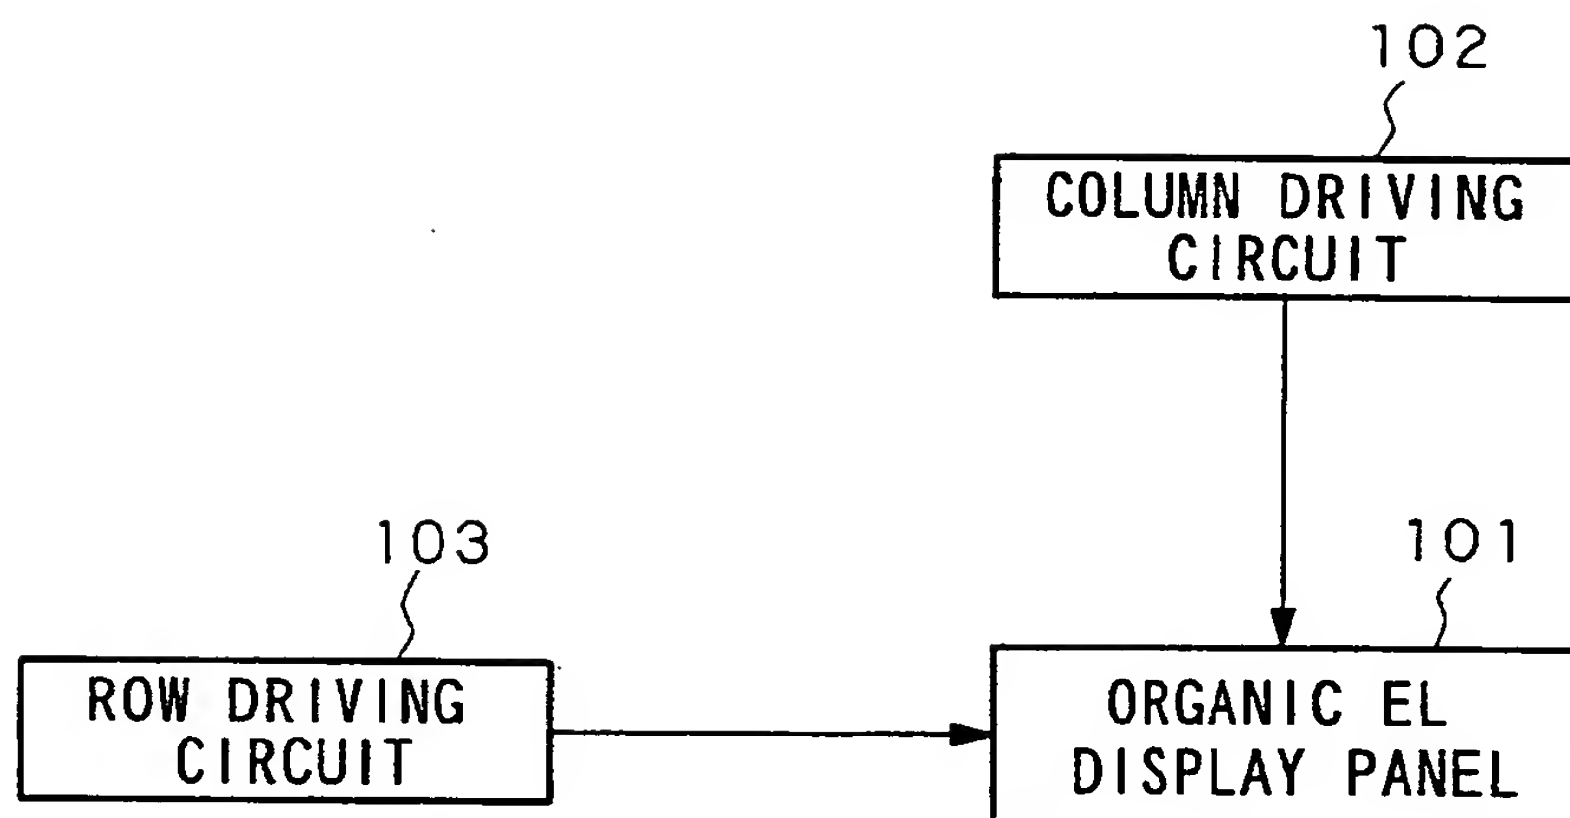 102
COLUMN DRIVING
CIRCUIT
103
101
ROW DRIVING
CIRCUIT
ORGANIC EL
DISPLAY PANEL